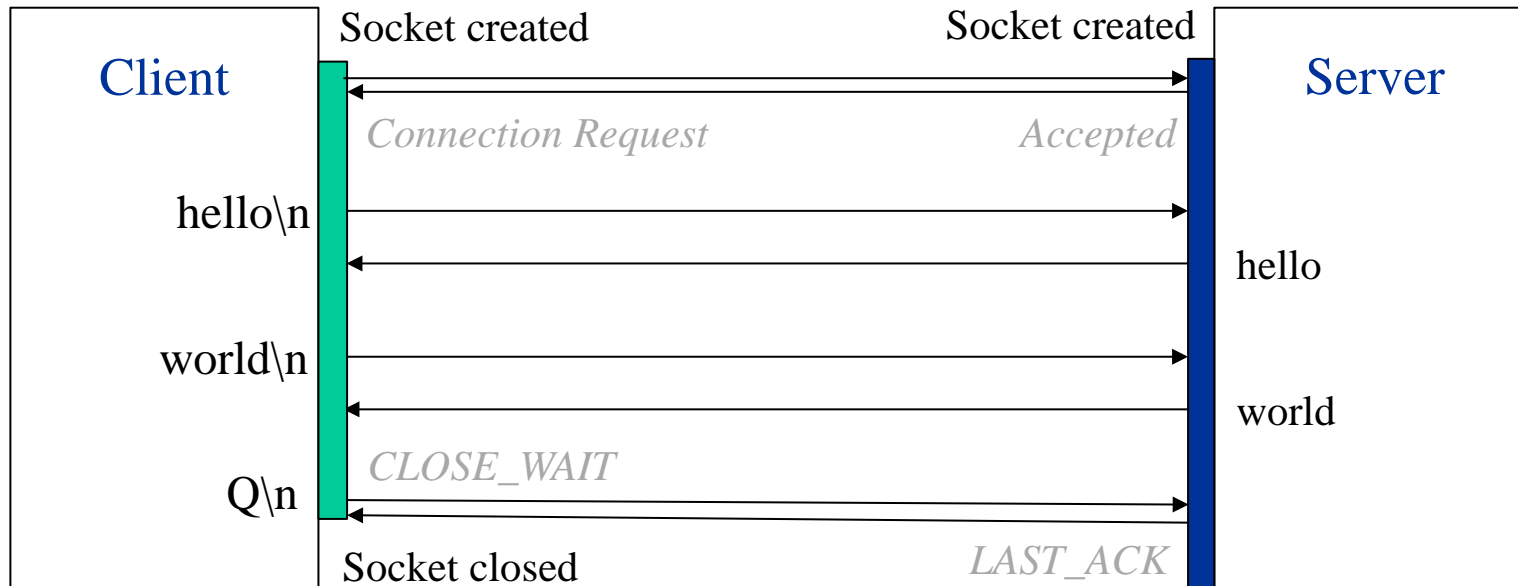 Socket created
Socket created
Client
Server
Connection Request
Accepted
hello\n
hello
world\n
world
CLOSE_WAIT
Q\n
LAST_ACK
Socket closed